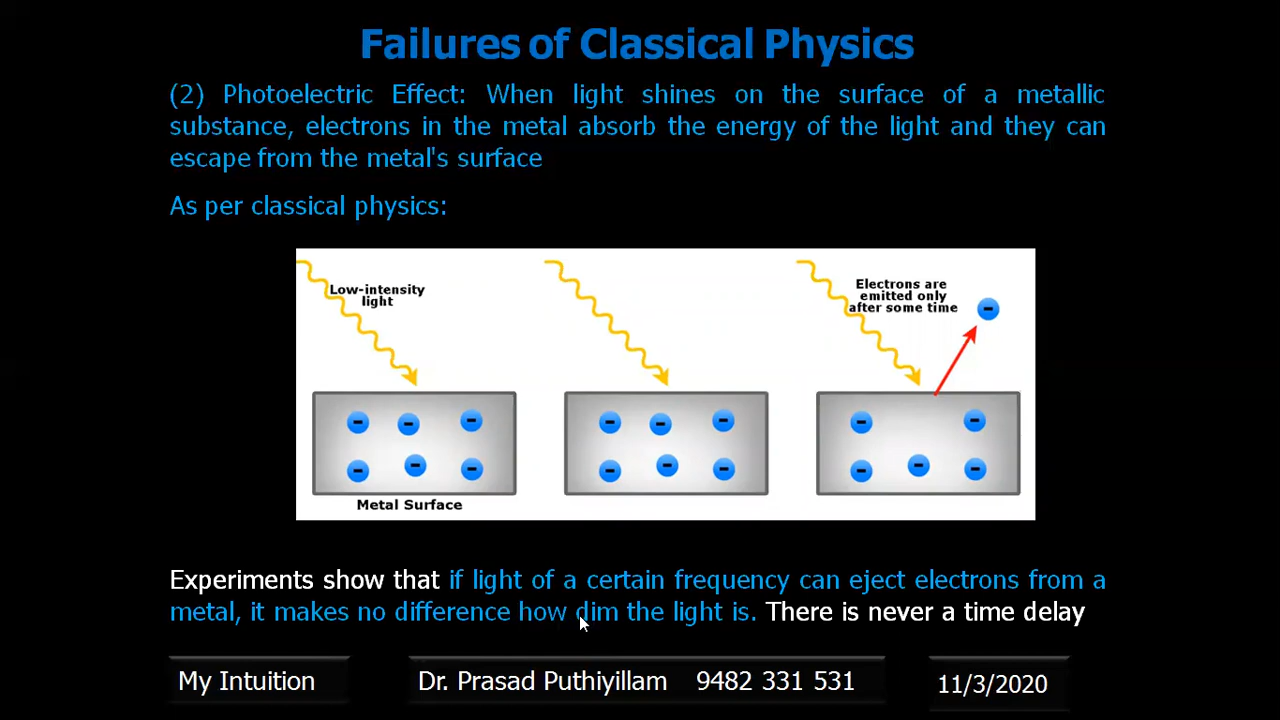 Failures of Classical Physics
(2) Photoelectric Effect: When light shines on the surface of a metallic
substance, electrons in the metal absorb the energy of the light and they can
escape from the metal's surface
As per classical physics:
Low-intensity
light
Electrons are
emitted only
after some time
Metal Surface
Experiments show that if light of a certain frequency can eject electrons from a
metal, it makes no difference how dim the light is. There is never a time delay
My Intuition
Dr. Prasad Puthiyillam 9482 331 531
11/3/2020